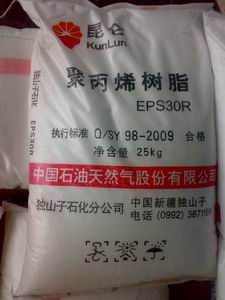 昆仑
KunLun
聚丙烯树脂
EPS30R
执行标准 Q/SY 98-2009 合格
净含量 25kg
中国石油天然气股份有限公司
独山子石化分公司
中国新疆独山子
电话 (0992) 3871156
独山子石化
EPS30R